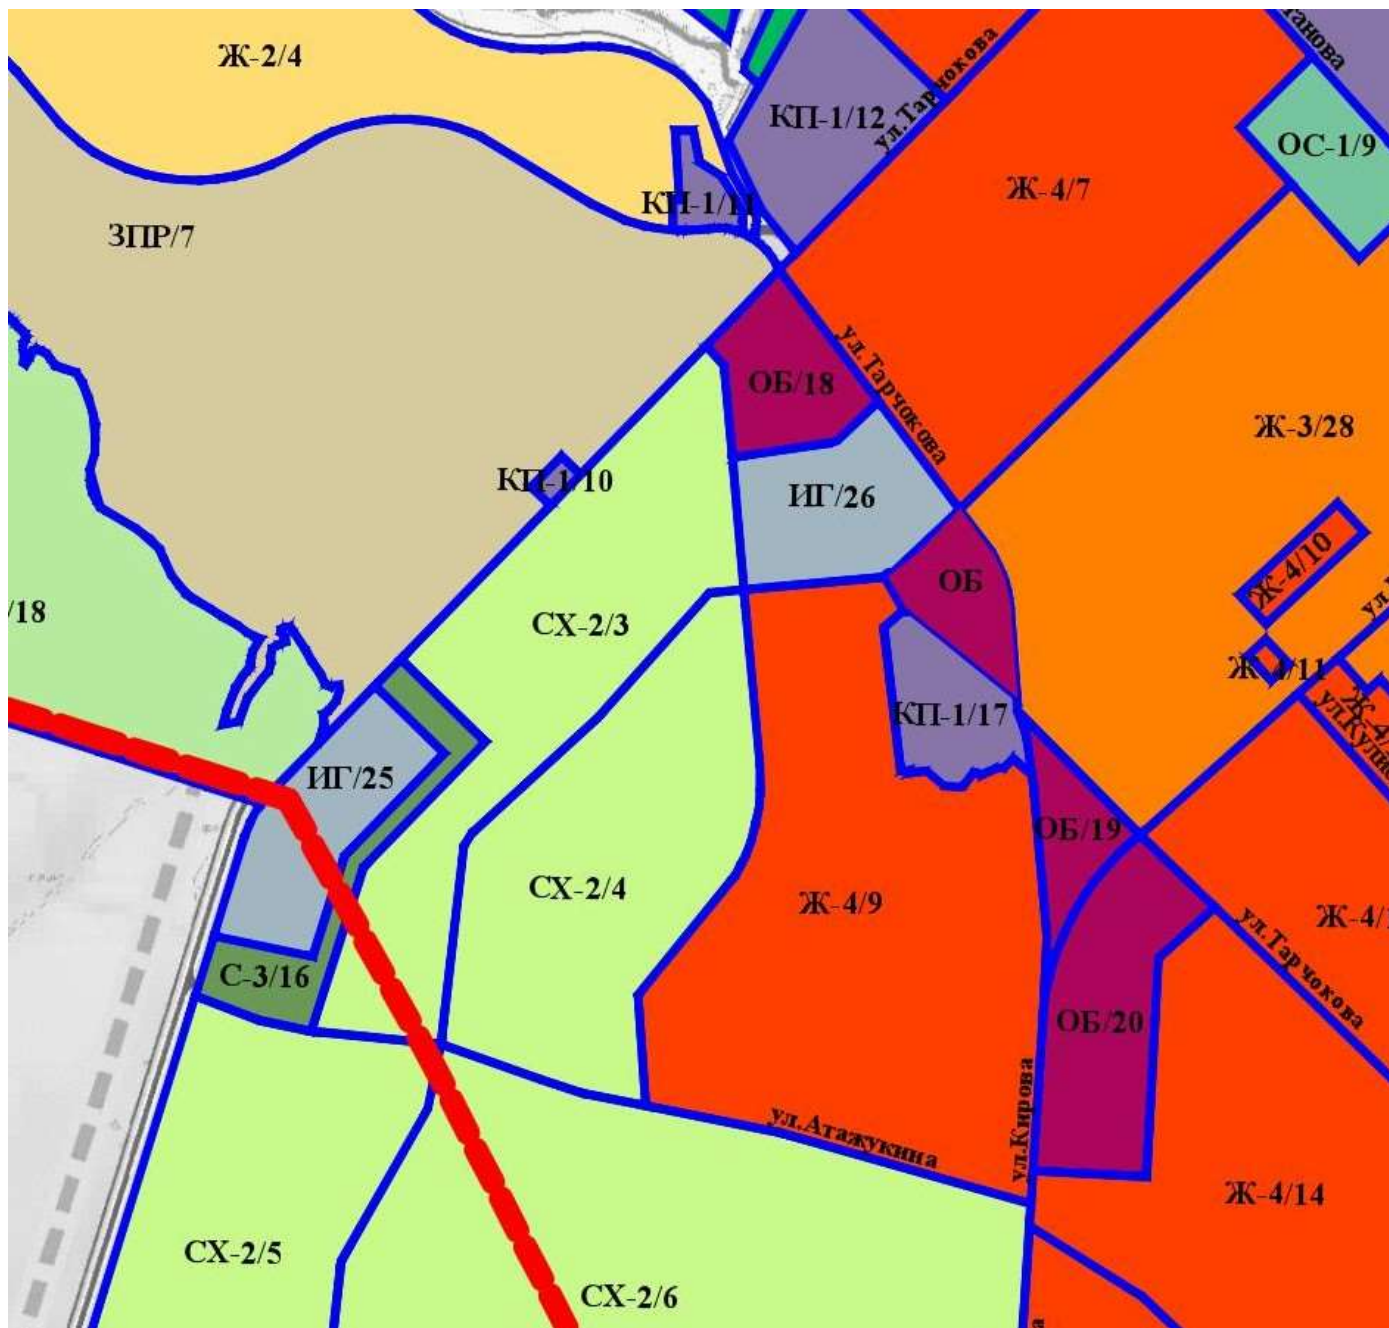 Ж-2/4
ул.Тарчокова
КП-1/12
ОС-1/9
Ж-4/7
КП-1/11
ЗПР/7
ул.Тарчокова
ОБ/18
Ж-3/28
КП-1/10
ИГ/26
Ж-4/10
ОБ
/18
СХ-2/3
Ж-4/11
КП-1/17
ИГ/25
ОБ/19
СХ-2/4
Ж-4/9
ул.Тарчокова
С-3/16
ОБ/20
ул.Кирова
ул.Атажукина
Ж-4/14
СХ-2/5
СХ-2/6